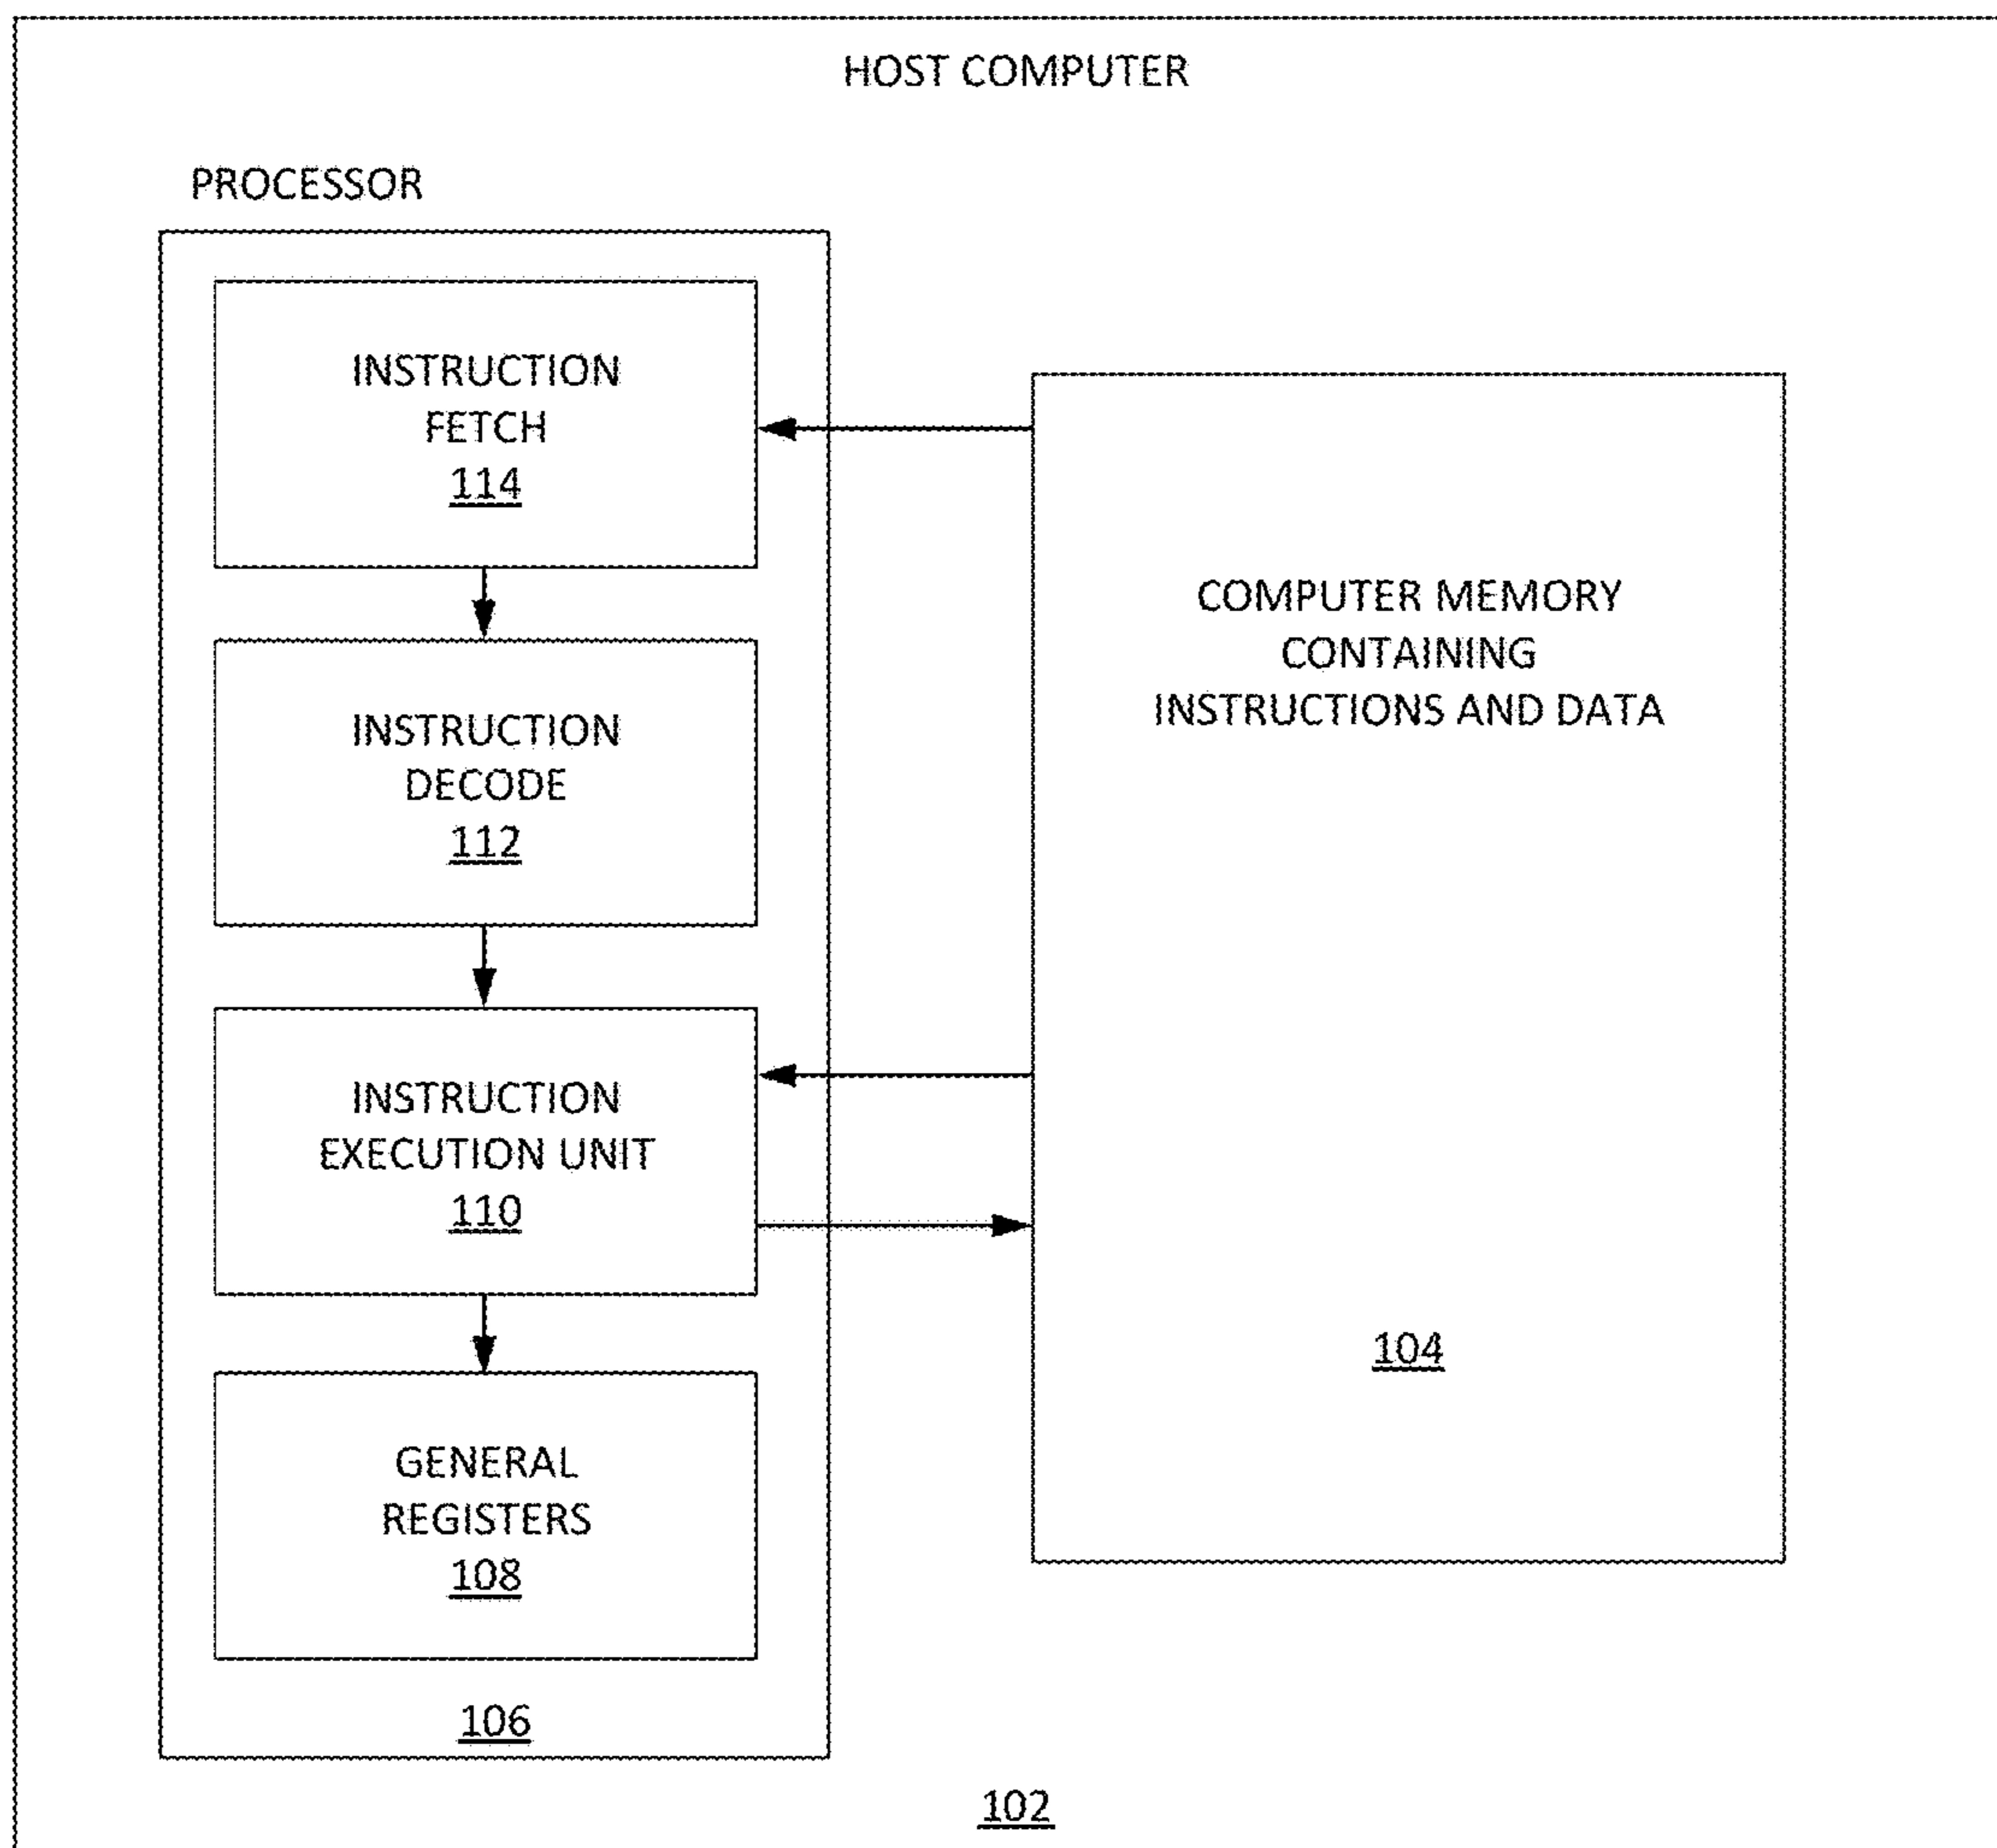 HOST COMPUTER
PROCESSOR
INSTRUCTION
FETCH
114
INSTRUCTION
DECODE
112
INSTRUCTION
EXECUTION UNIT
110
GENERAL
REGISTERS
108
106
COMPUTER MEMORY
CONTAINING
INSTRUCTIONS AND DATA
104
102